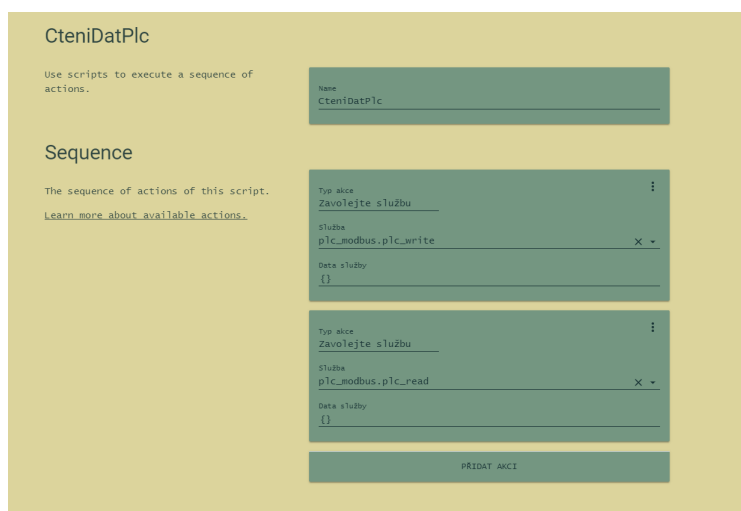 CteniDatPlc
Use scripts to execute a sequence of
actions.
Name
CteniDatPlc
Sequence
The sequence of actions of this script.
Learn more about available actions.
Typ akce
Zavolejte službu
Služba
plc_modbus.plc_write
Data služby
{}
Typ akce
Zavolejte službu
Služba
plc_modbus.plc_read
Data služby
{}
PŘIDAT AKCI